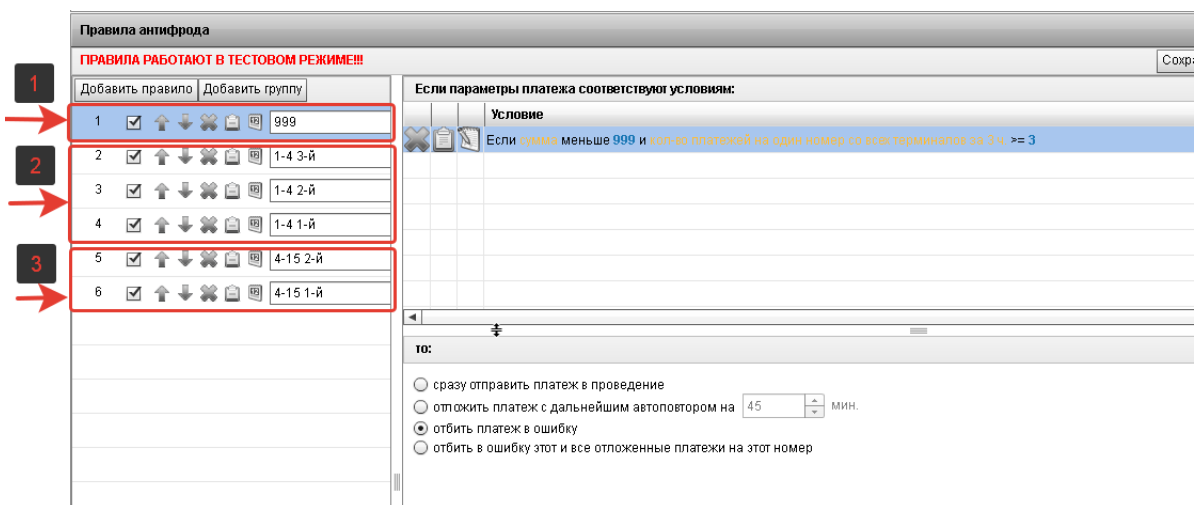 Правила антифрода
ПРАВИЛА РАБОТАЮТ В ТЕСТОВОМ РЕЖИМЕ!!!
Сохра
1
Добавить правило Добавить группу
Если параметры платежа соответствуют условиям:
Условие
1 999
Если сумма меньше 999 и >= 3
2
2 1-4 3-й
3 1-4 2-й
4 1-4 1-й
3
5 4-15 2-й
6 4-15 1-й
то:
сразу отправить платеж в проведение
отложить платеж с дальнейшим автоповтором на 45 мин.
отбить платеж в ошибку
отбить в ошибку этот и все отложенные платежи на этот номер